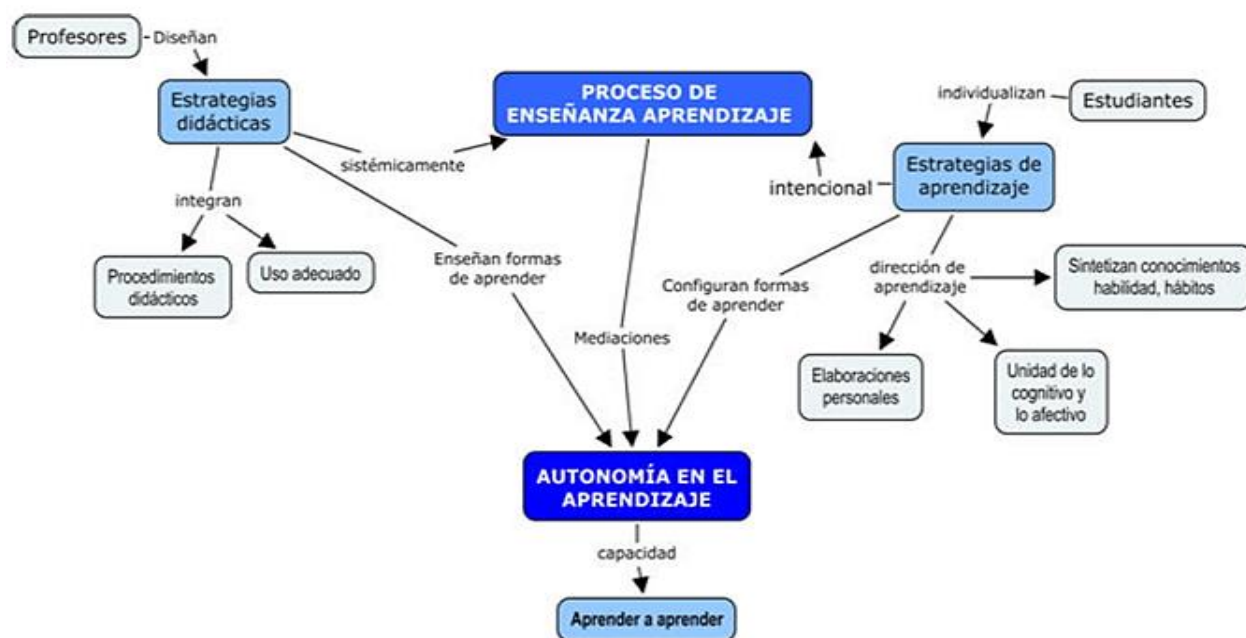 Profesores
Diseñan
Estrategias
didácticas
PROCESO DE
ENSEÑANZA APRENDIZAJE
individualizan
Estudiantes
sistémicamente
intencional
Estrategias de
aprendizaje
integran
Procedimientos
didácticos
Uso adecuado
Enseñan formas
de aprender
Mediaciones
Configuran formas
de aprender
dirección de
aprendizaje
Sintetizan conocimientos
habilidad, hábitos
Elaboraciones
personales
Unidad de lo
cognitivo y
lo afectivo
AUTONOMÍA EN EL
APRENDIZAJE
capacidad
Aprender a aprender